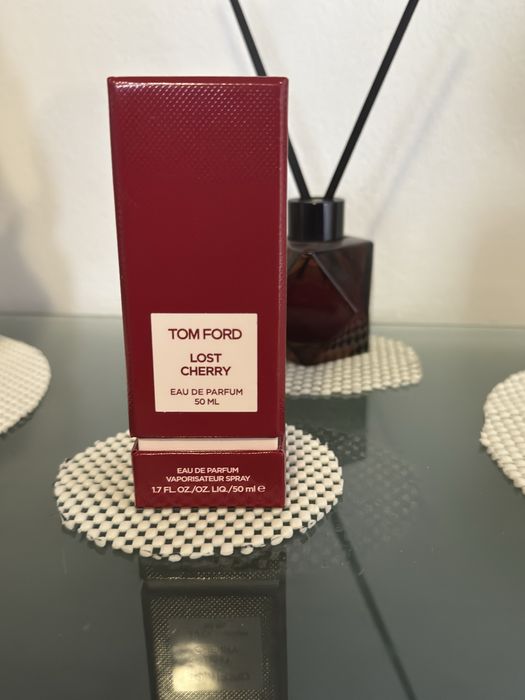 TOM FORD
LOST
CHERRY
EAU DE PARFUM
50 ML
EAU DE PARFUM
VAPORISATEUR SPRAY
1.7 FL. OZ./OZ. LIQ./50 ml ℮